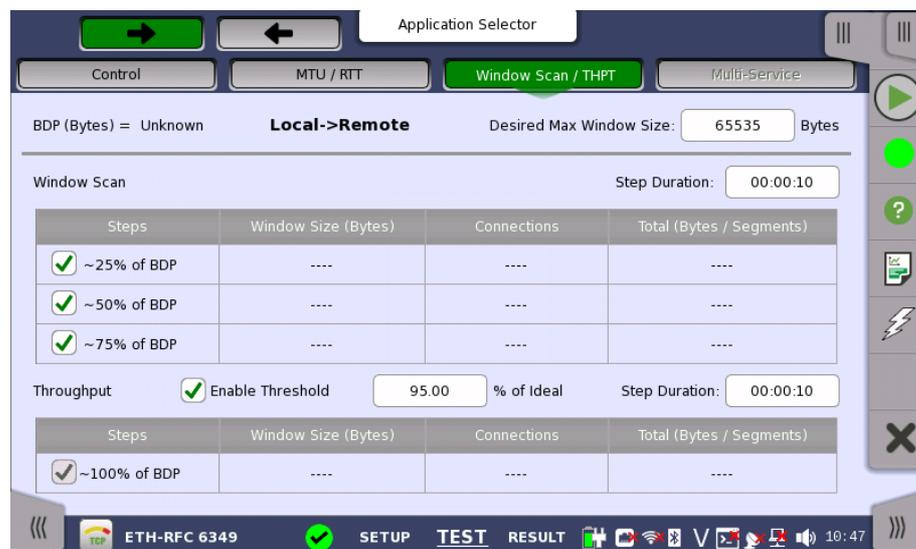 Application Selector
Control MTU / RTT Window Scan / THPT Multi-Service
BDP (Bytes) = Unknown Local->Remote Desired Max Window Size: 65535 Bytes
Window Scan Step Duration: 00:00:10
Steps Window Size (Bytes) Connections Total (Bytes / Segments)
~25% of BDP ---- ---- ----
~50% of BDP ---- ---- ----
~75% of BDP ---- ---- ----
Throughput Enable Threshold 95.00 % of Ideal Step Duration: 00:00:10
Steps Window Size (Bytes) Connections Total (Bytes / Segments)
~100% of BDP ---- ---- ----
TCP ETH-RFC 6349 SETUP TEST RESULT V 10:47